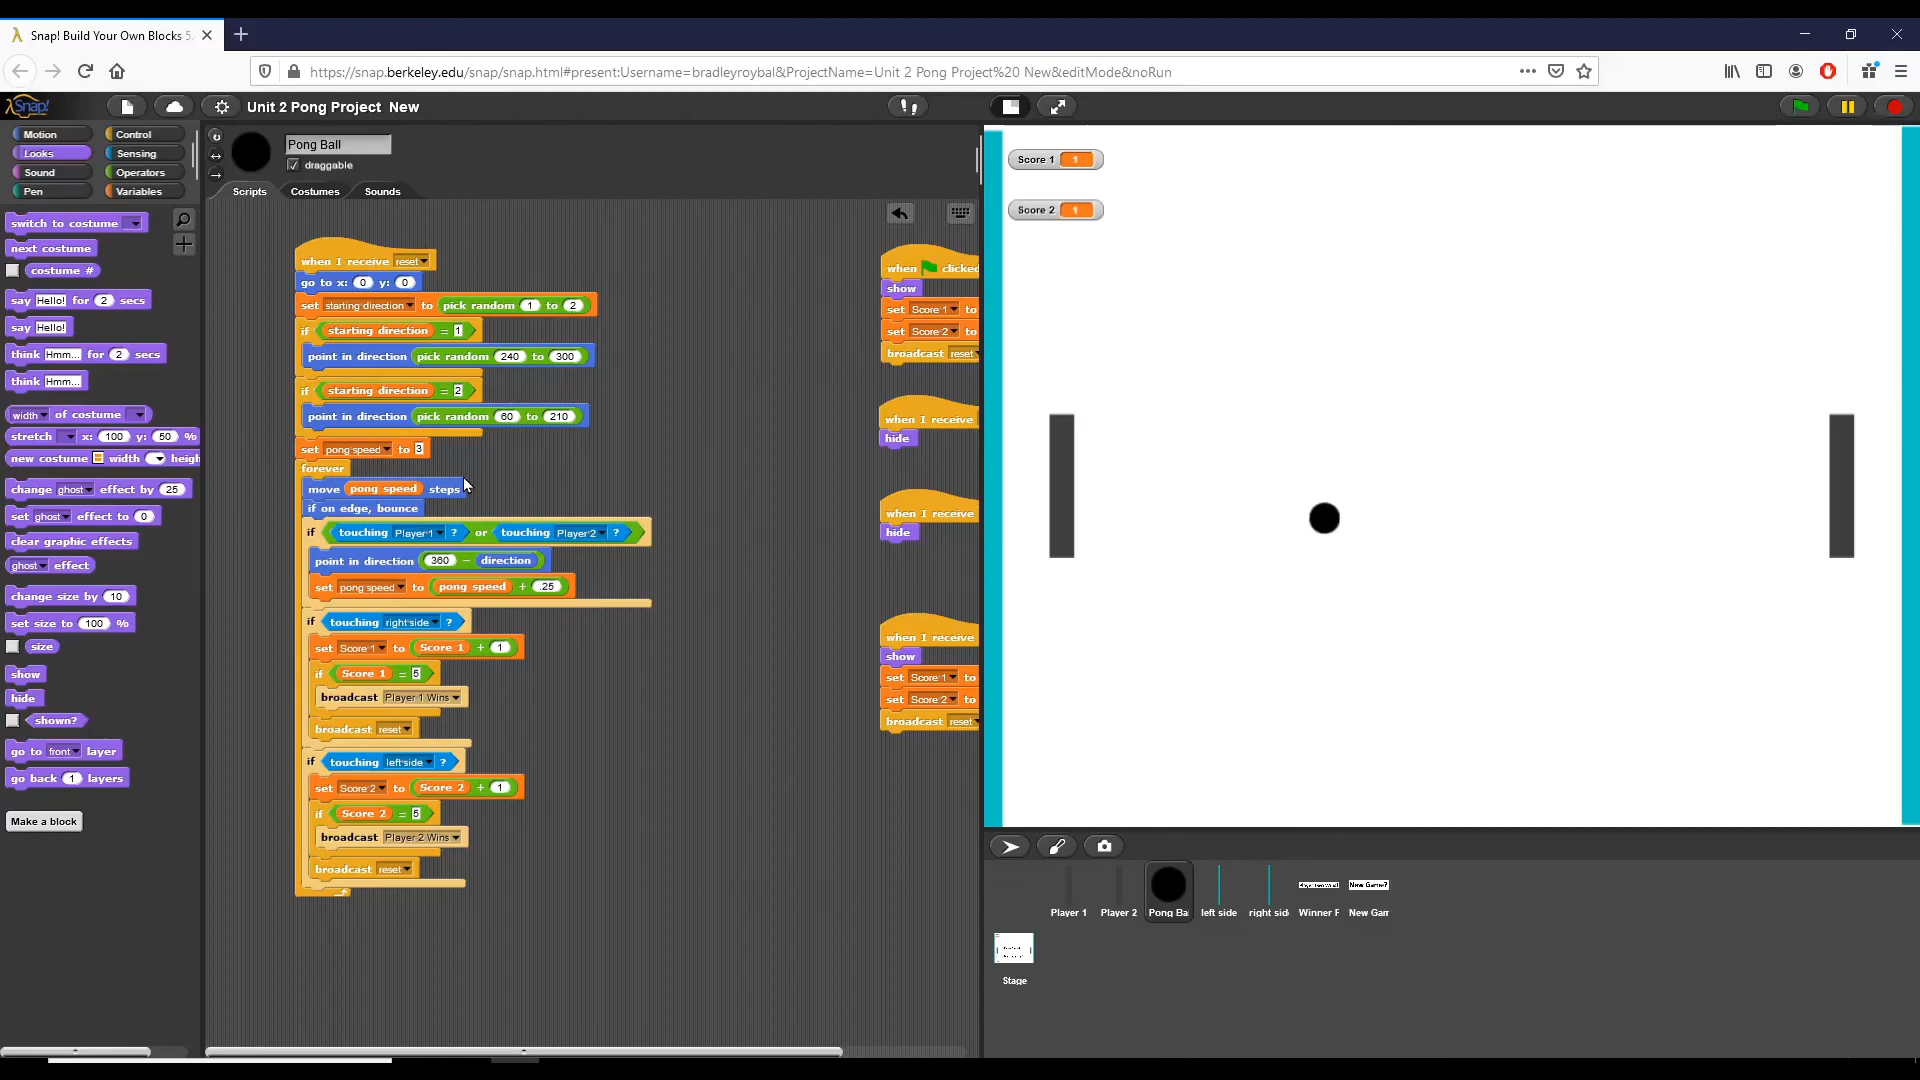 Snap! Build Your Own Blocks 5.
https://snap.berkeley.edu/snap/snap.html#present:Username=bradleyroybal&ProjectName=Unit 2 Pong Project%20 New&editMode&noRun
Snap!
Unit 2 Pong Project New
Motion
Control
Looks
Sensing
Sound
Operators
Pen
Variables
switch to costume
next costume
costume #
say Hello! for 2 secs
say Hello!
think Hmm... for 2 secs
think Hmm...
width of costume
stretch x: 100 y: 50 %
new costume width heigh
change ghost effect by 25
set ghost effect to 0
clear graphic effects
ghost effect
change size by 10
set size to 100 %
size
show
hide
shown?
go to front layer
go back 1 layers
Make a block
Pong Ball
draggable
Scripts
Costumes
Sounds
when I receive reset
go to x: 0 y: 0
set starting direction to pick random 1 to 2
if starting direction = 1
point in direction pick random 240 to 300
if starting direction = 2
point in direction pick random 60 to 210
set pong speed to 3
forever
move pong speed steps
if on edge, bounce
if touching Player 1 ? or touching Player 2 ?
point in direction 360 - direction
set pong speed to pong speed + .25
if touching right side ?
set Score 1 to Score 1 + 1
if Score 1 = 5
broadcast Player 1 Wins
broadcast reset
if touching left side ?
set Score 2 to Score 2 + 1
if Score 2 = 5
broadcast Player 2 Wins
broadcast reset
when clicked
show
set Score 1 to
set Score 2 to
broadcast reset
when I receive
hide
when I receive
hide
when I receive
show
set Score 1 to
set Score 2 to
broadcast reset
Score 1 1
Score 2 1
Player 1
Player 2
Pong Ba
left side
right sid
Winner F
New Game?
New Gam
Stage